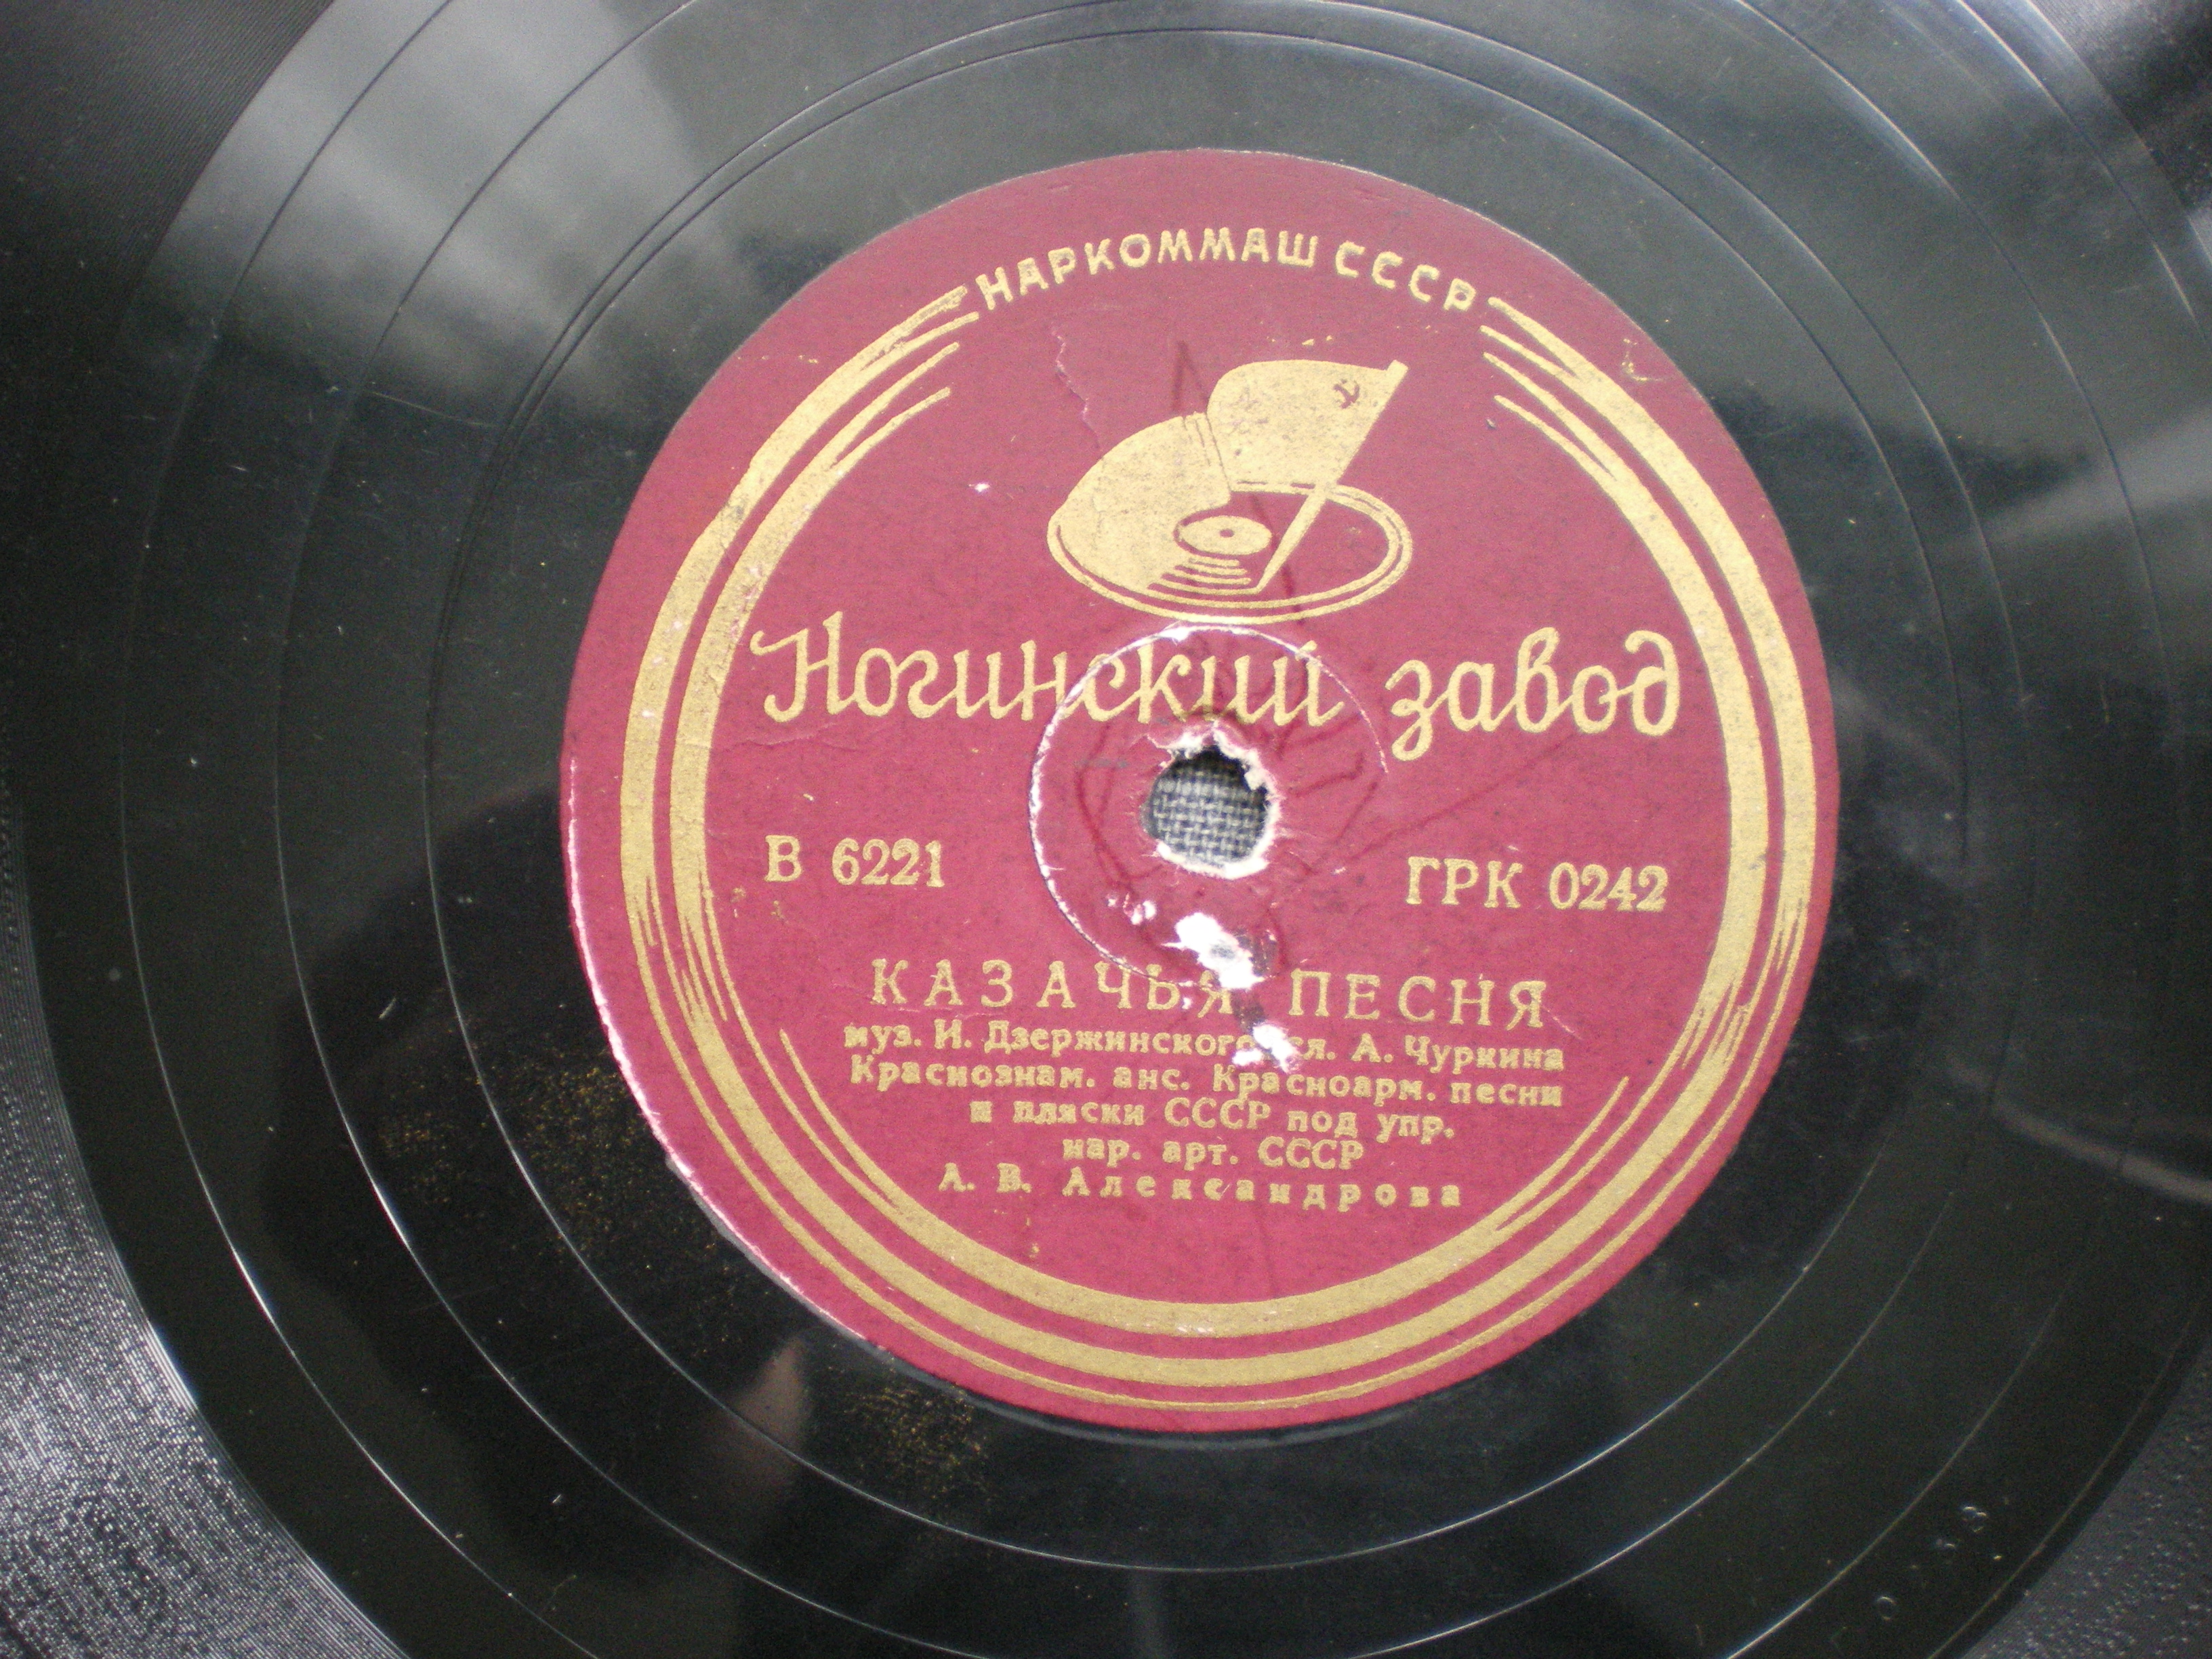 НАРКОММАШ СССР
Ногинский завод
В 6221 ГРК 0242
КАЗАЧЬЯ ПЕСНЯ
муз. И. Дзержинского сл. А. Чуркина
Краснознам. анс. Красноарм. песни
и пляски СССР под упр.
нар. арт. СССР
А. В. Александрова